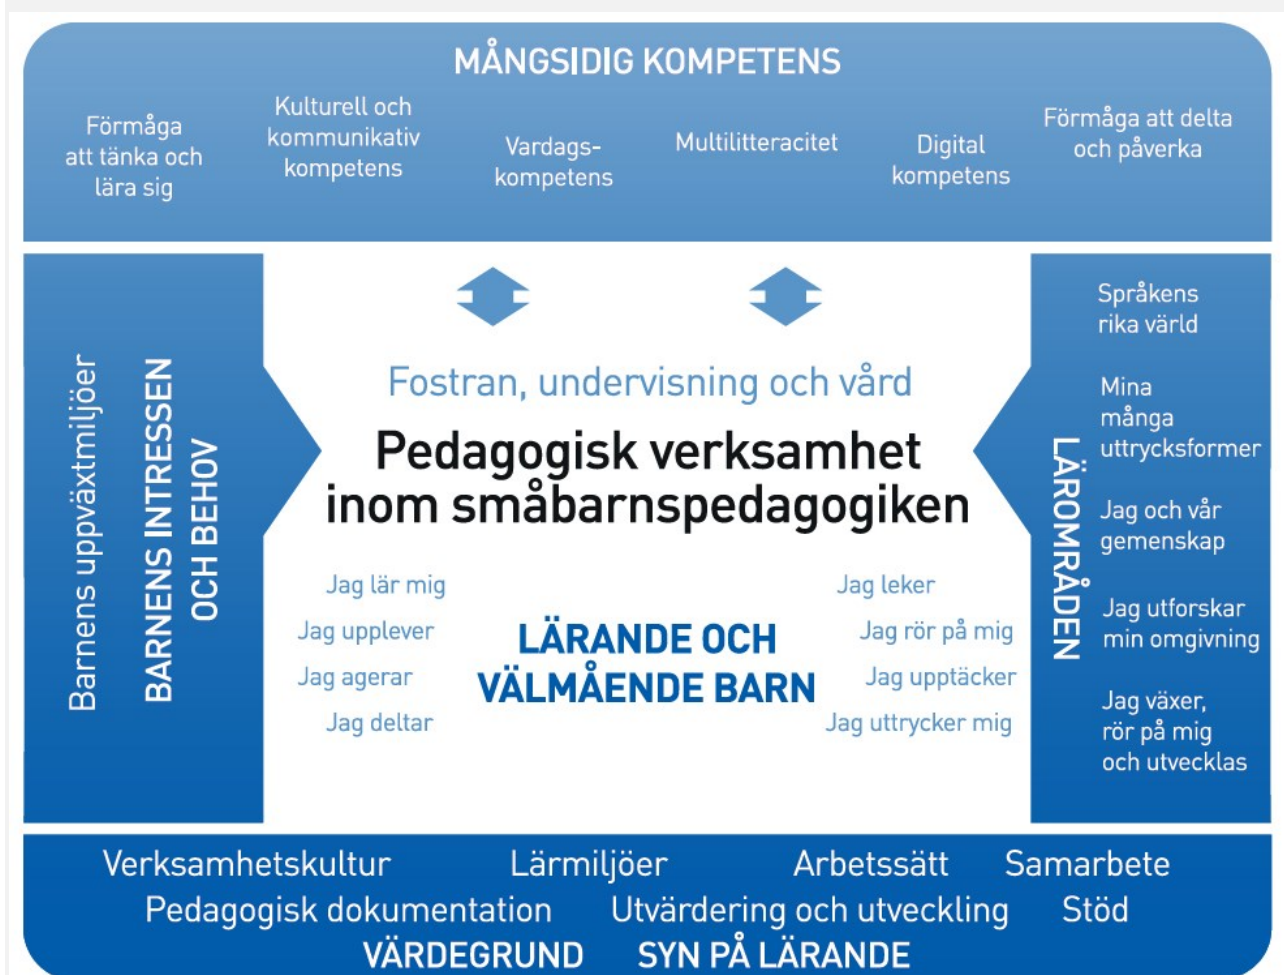 MÅNGSIDIG KOMPETENS
Förmåga
att tänka och
lära sig
Kulturell och
kommunikativ
kompetens
Vardags-
kompetens
Multilitteracitet
Digital
kompetens
Förmåga att delta
och påverka
Barnens uppväxtmiljöer
BARNENS INTRESSEN
OCH BEHOV
Fostran, undervisning och vård
Pedagogisk verksamhet
inom småbarnspedagogiken
Jag lär mig
Jag upplever
Jag agerar
Jag deltar
LÄRANDE OCH
VÄLMÅENDE BARN
Jag leker
Jag rör på mig
Jag upptäcker
Jag uttrycker mig
LÄROMRÅDEN
Språkens
rika värld
Mina
många
uttrycksformer
Jag och vår
gemenskap
Jag utforskar
min omgivning
Jag växer,
rör på mig
och utvecklas
Verksamhetskultur Lärmiljöer Arbetssätt Samarbete
Pedagogisk dokumentation Utvärdering och utveckling Stöd
VÄRDEGRUND SYN PÅ LÄRANDE